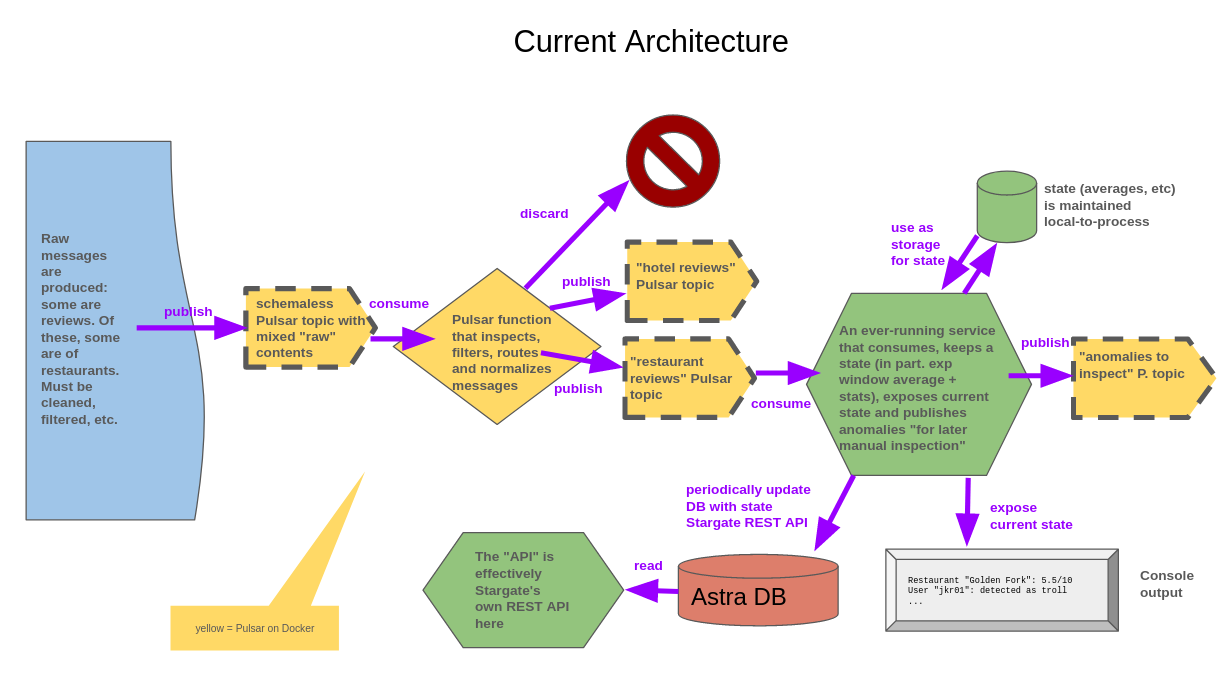 Current Architecture
Raw
messages
are
produced:
some are
reviews. Of
these, some
are of
restaurants.
Must be
cleaned,
filtered, etc.
publish
schemaless
Pulsar topic with
mixed "raw"
contents
consume
Pulsar function
that inspects,
filters, routes
and normalizes
messages
discard
publish
"hotel reviews"
Pulsar topic
publish
"restaurant
reviews" Pulsar
topic
consume
An ever-running service
that consumes, keeps a
state (in part. exp
window average +
stats), exposes current
state and publishes
anomalies "for later
manual inspection"
use as
storage
for state
state (averages, etc)
is maintained
local-to-process
publish
"anomalies to
inspect" P. topic
periodically update
DB with state
Stargate REST API
expose
current state
Astra DB
read
The "API" is
effectively
Stargate's
own REST API
here
Restaurant "Golden Fork": 5.5/10
User "jkr01": detected as troll
...
Console
output
yellow = Pulsar on Docker